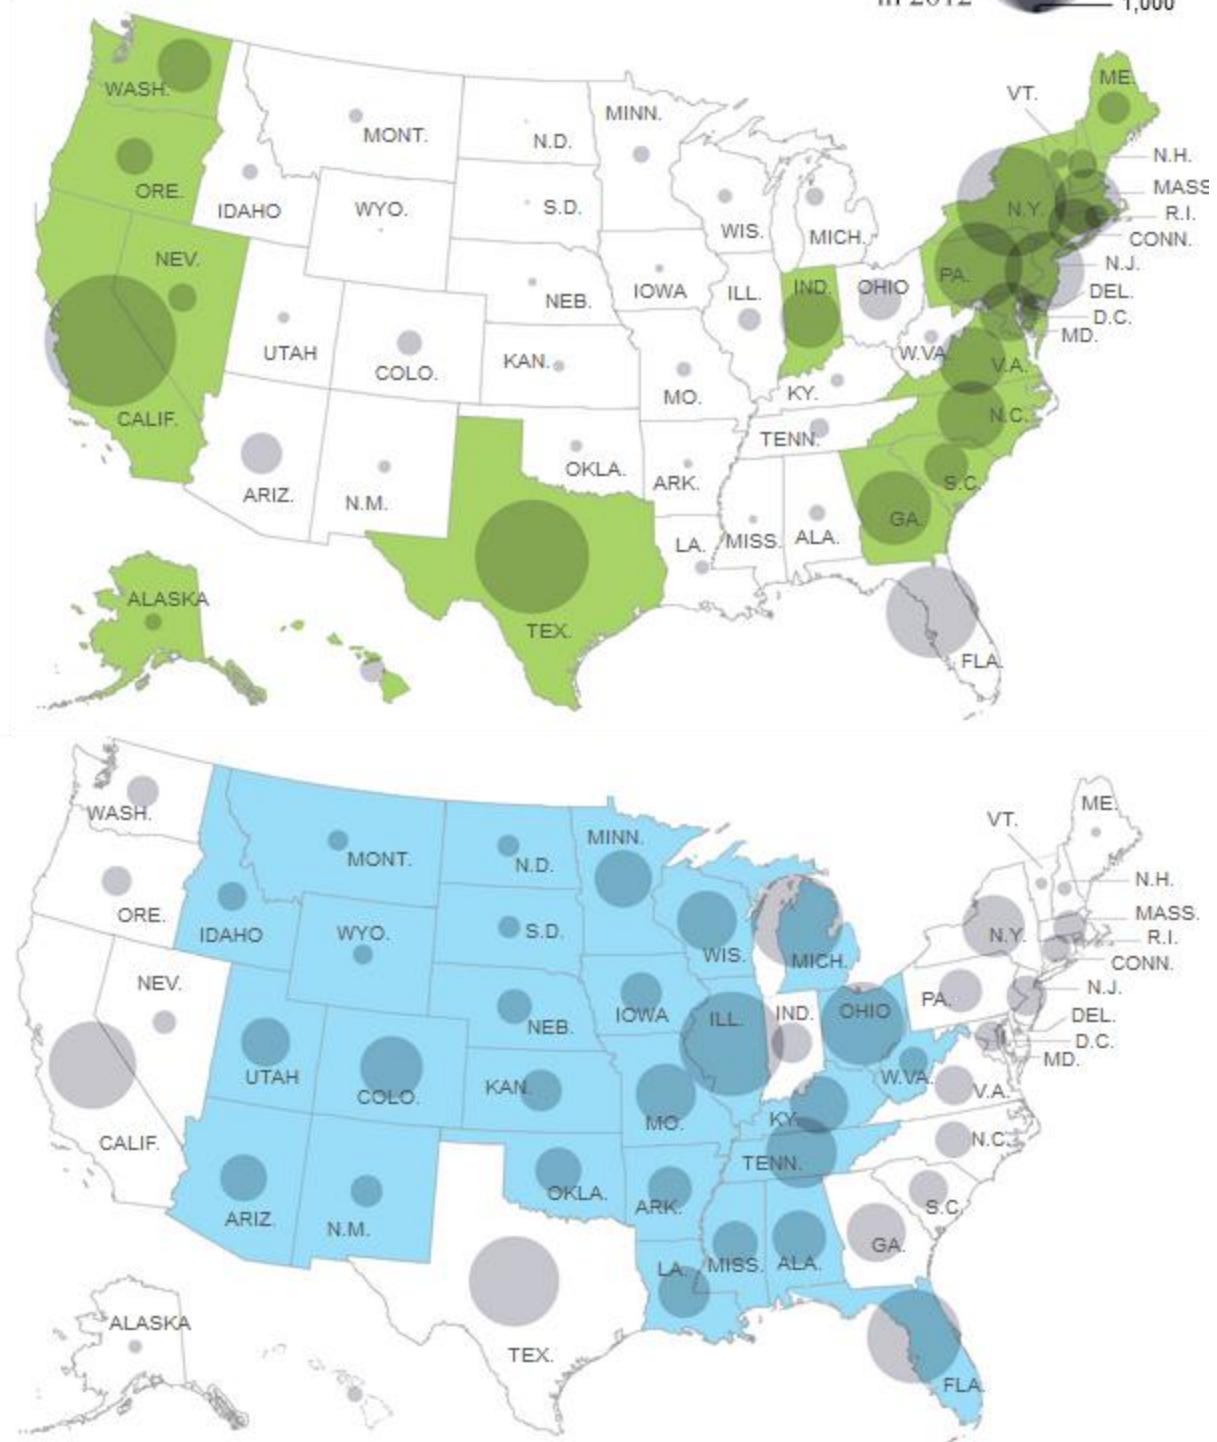 in 2012
1,000
ME.
WASH.
VT.
MINN.
MONT.
N.D.
N.H.
MASS
ORE.
IDAHO
WYO.
S.D.
N.Y.
R.I.
WIS.
MICH.
CONN.
NEV.
N.J.
PA.
IOWA
ILL.
IND.
OHIO
DEL.
NEB.
D.C.
MD.
UTAH
COLO.
KAN.
W.VA.
V.A.
MO.
KY.
CALIF.
N.C.
TENN.
OKLA.
ARIZ.
N.M.
ARK.
S.C.
GA.
LA.
MISS.
ALA.
ALASKA
TEX.
FLA.
ME.
WASH.
VT.
MINN.
MONT.
N.D.
N.H.
ORE.
MASS.
IDAHO
WYO.
S.D.
N.Y.
R.I.
WIS.
MICH.
CONN.
NEV.
N.J.
PA.
IOWA
ILL.
IND.
OHIO
DEL.
NEB.
D.C.
MD.
UTAH
COLO.
KAN.
W.VA.
V.A.
MO.
KY.
CALIF.
N.C.
TENN.
OKLA.
ARK.
S.C.
ARIZ.
N.M.
GA.
LA.
MISS.
ALA.
ALASKA
TEX.
FLA.